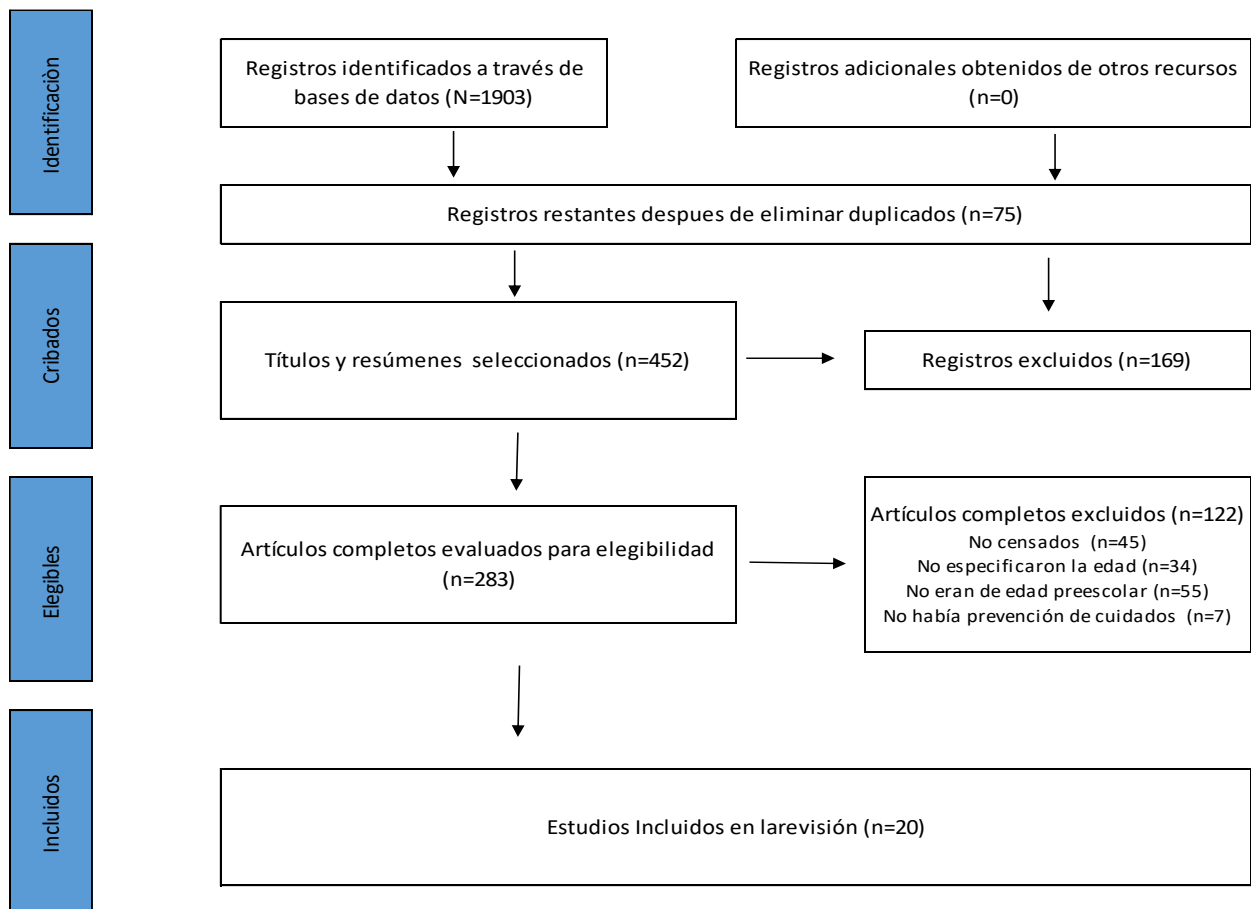 Identificaciòn
Registros identificados a través de
bases de datos (N=1903)
Registros adicionales obtenidos de otros recursos
(n=0)
Registros restantes despues de eliminar duplicados (n=75)
Cribados
Títulos y resúmenes seleccionados (n=452)
Registros excluidos (n=169)
Elegibles
Artículos completos evaluados para elegibilidad
(n=283)
Artículos completos excluidos (n=122)
No censados (n=45)
No especificaron la edad (n=34)
No eran de edad preescolar (n=55)
No había prevención de cuidados (n=7)
Incluidos
Estudios Incluidos en larevisión (n=20)